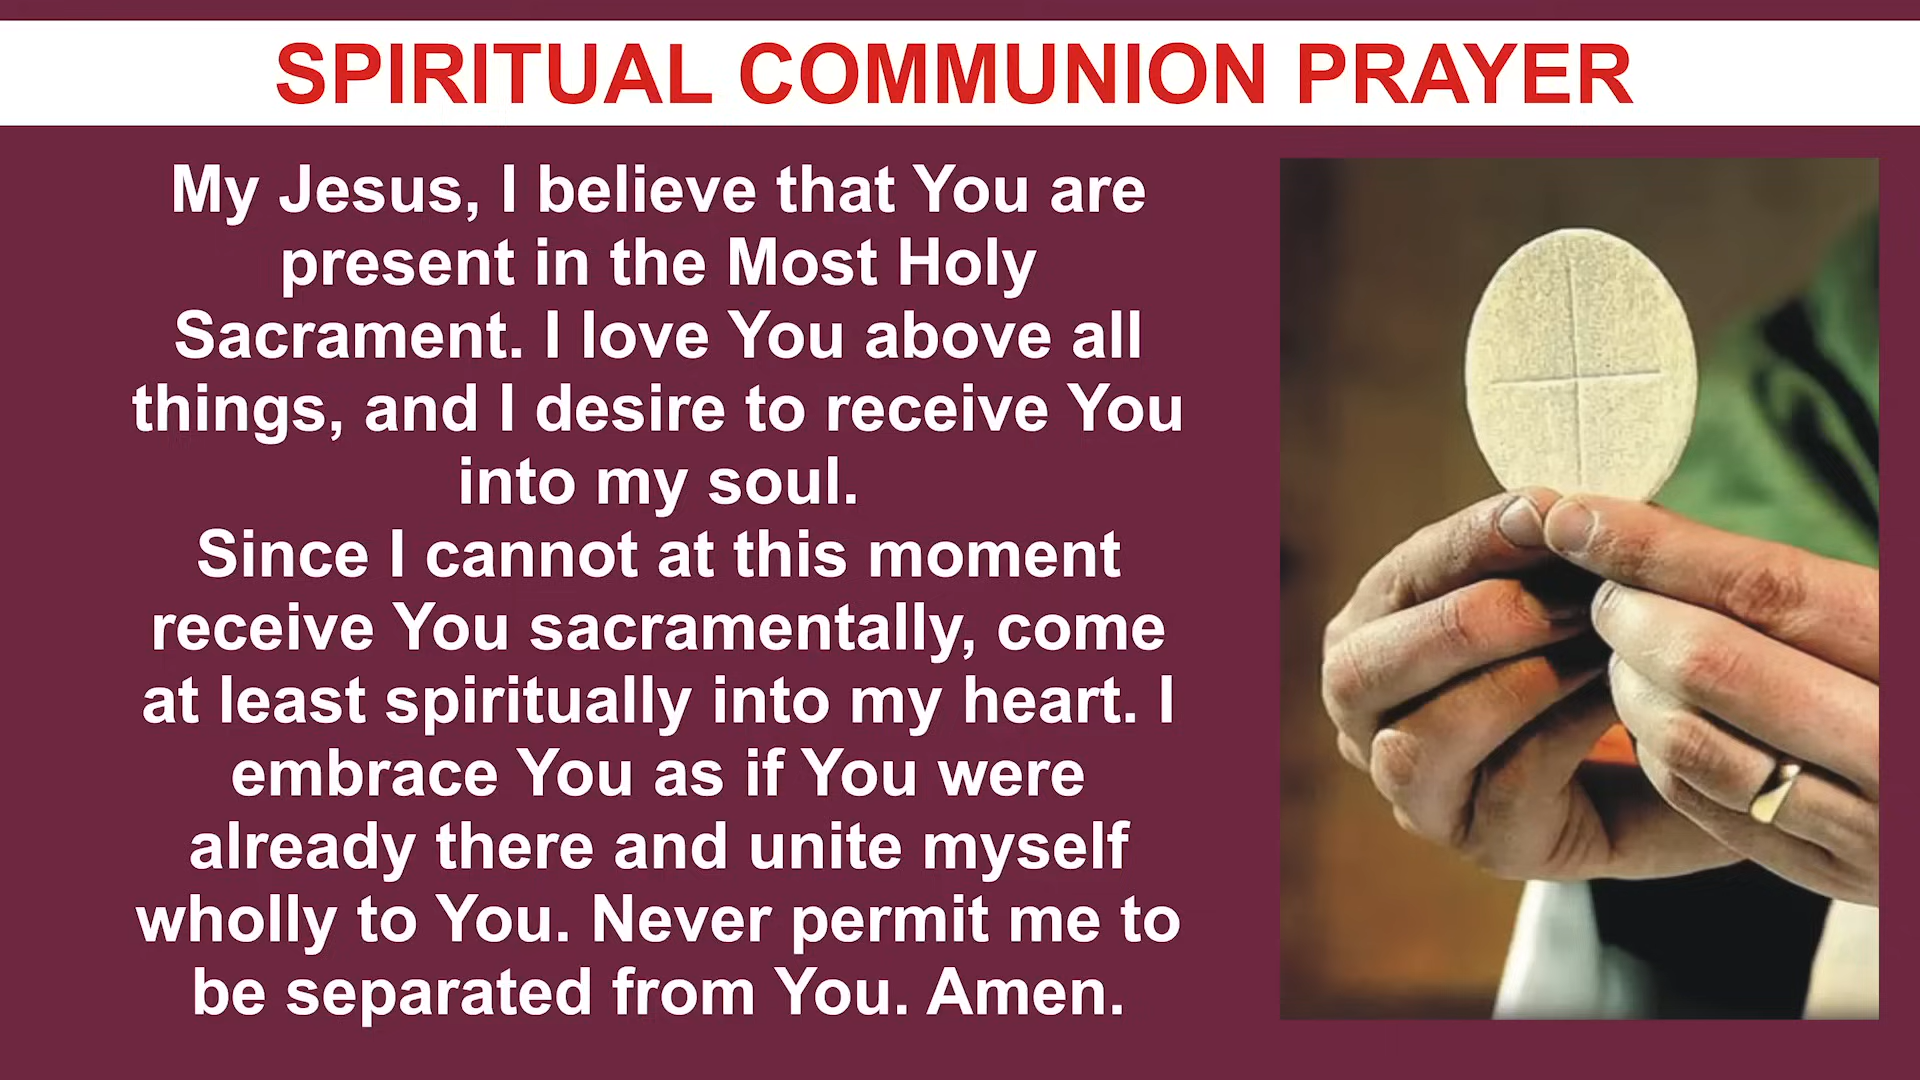 SPIRITUAL COMMUNION PRAYER
My Jesus, I believe that You are
present in the Most Holy
Sacrament. I love You above all
things, and I desire to receive You
into my soul.
Since I cannot at this moment
receive You sacramentally, come
at least spiritually into my heart. I
embrace You as if You were
already there and unite myself
wholly to You. Never permit me to
be separated from You. Amen.